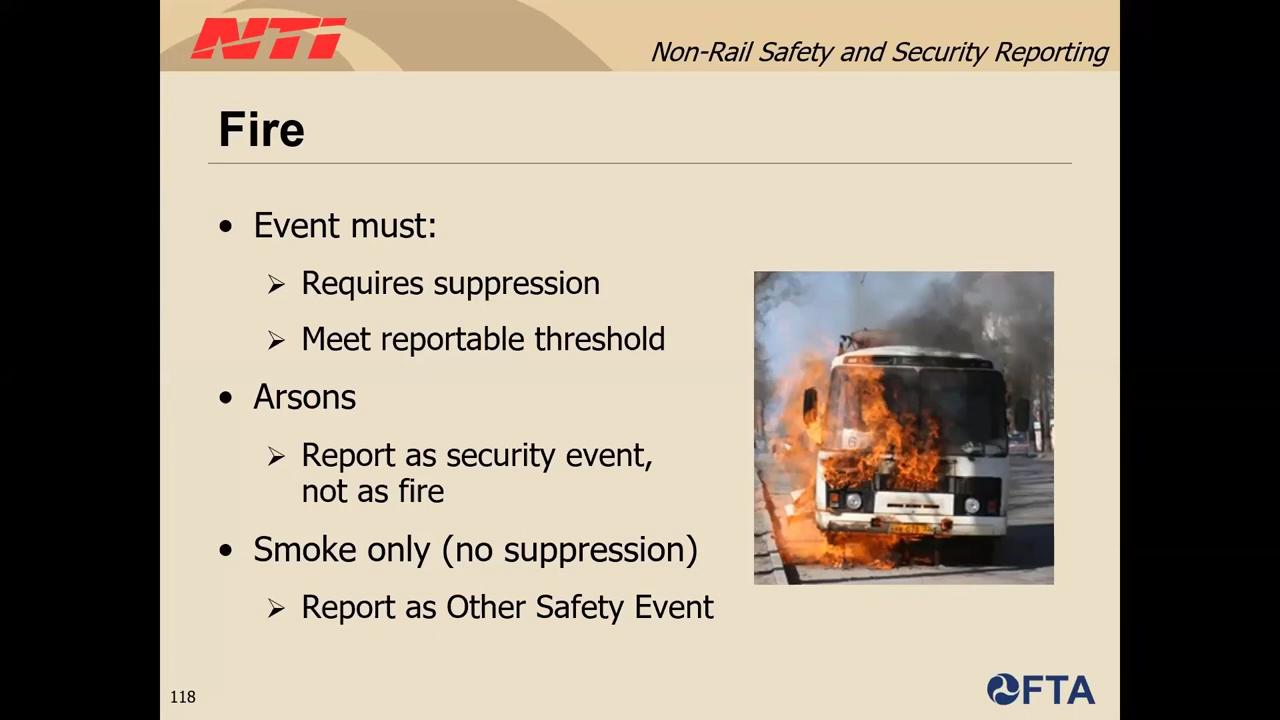 NTI
Non-Rail Safety and Security Reporting
Fire
• Event must:
➢ Requires suppression
➢ Meet reportable threshold
• Arsons
➢ Report as security event,
not as fire
• Smoke only (no suppression)
➢ Report as Other Safety Event
6
118
FTA